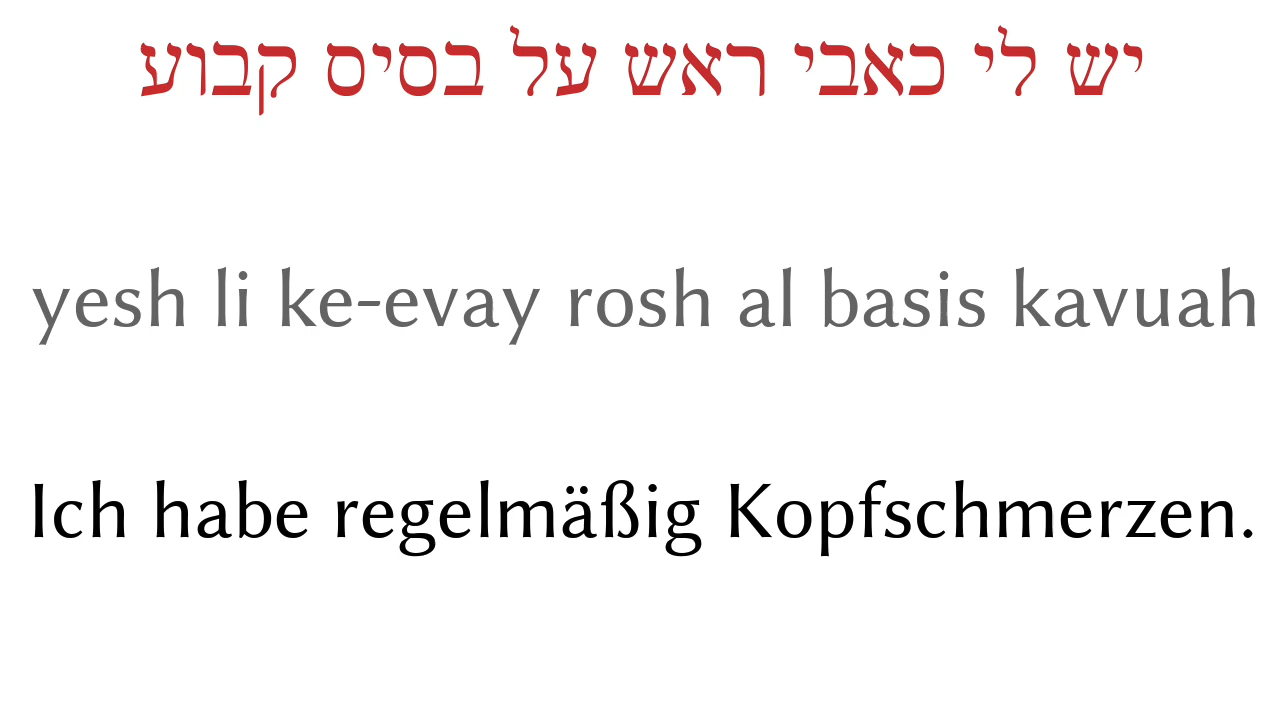 יש לי כאבי ראש על בסיס קבוע
yesh li ke-evay rosh al basis kavuah
Ich habe regelmäßig Kopfschmerzen.